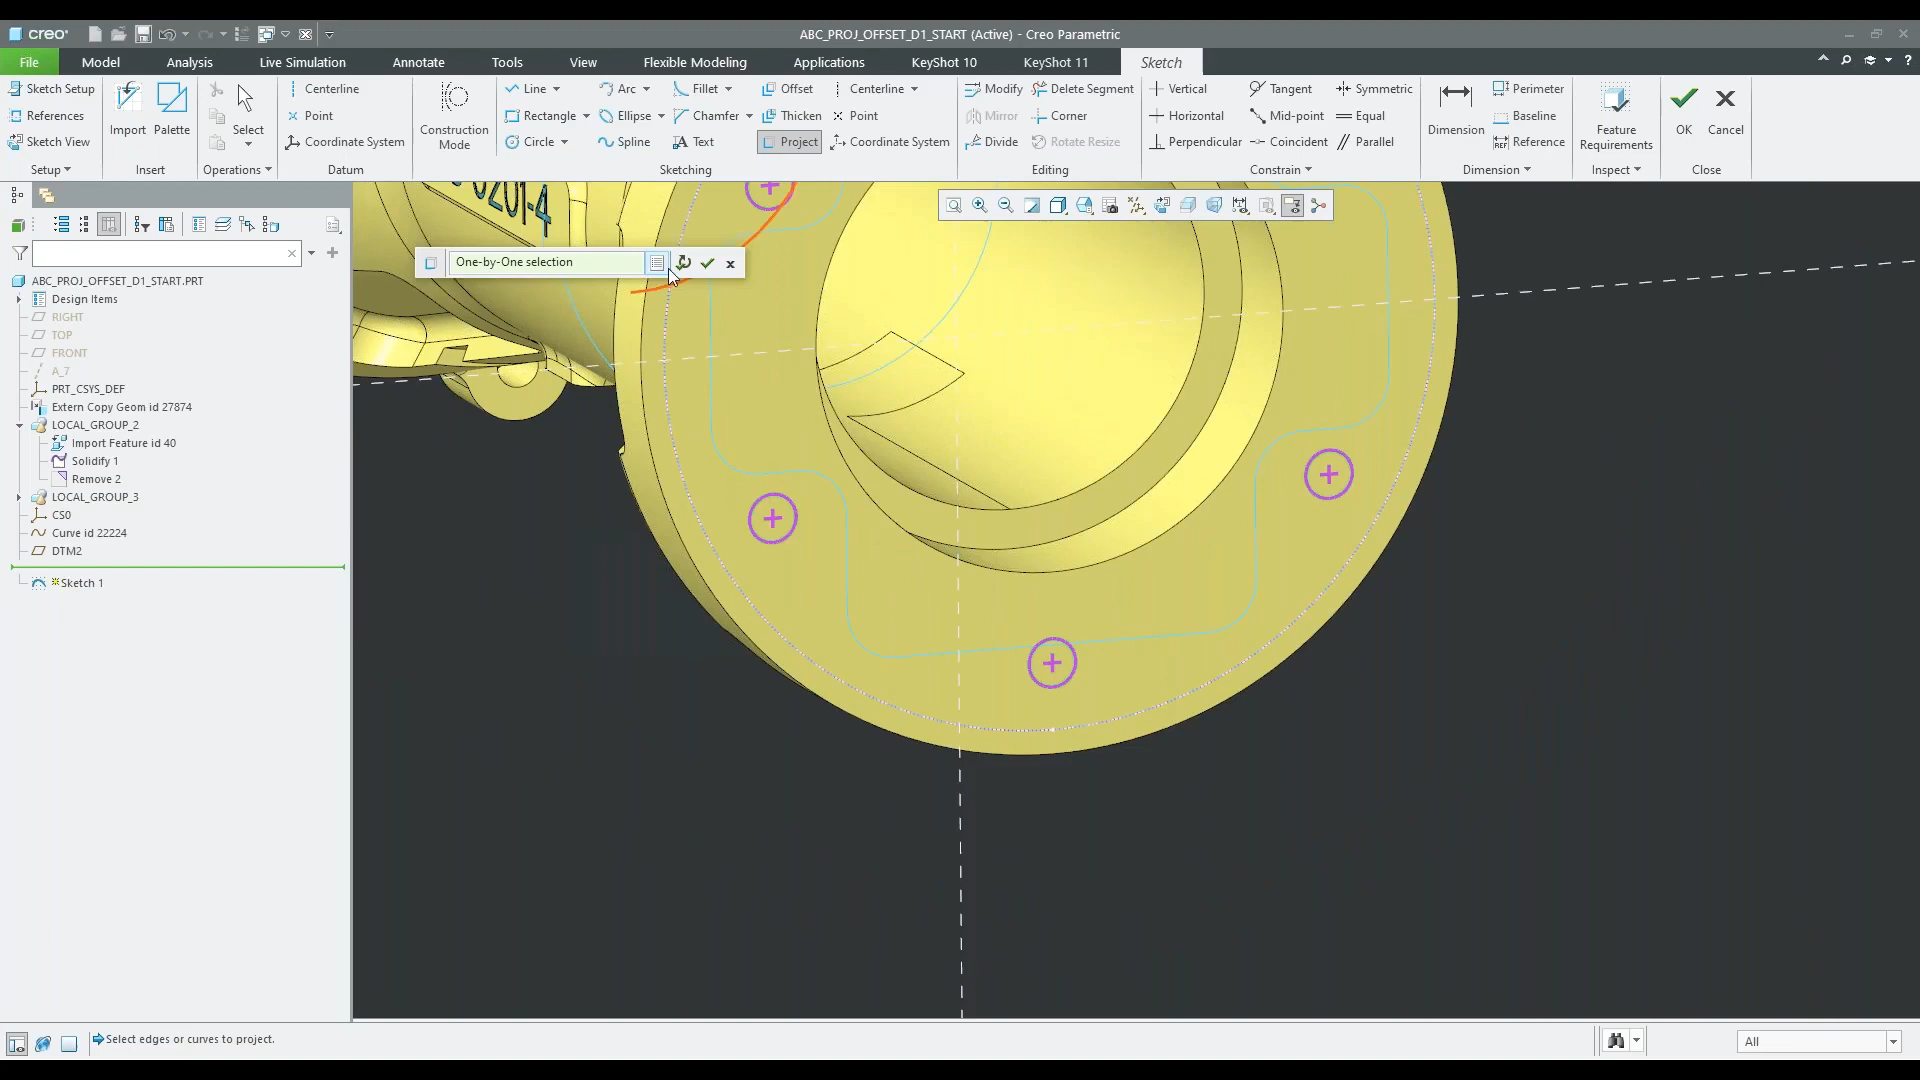 creo ABC_PROJ_OFFSET_D1_START (Active) - Creo Parametric
File Model Analysis Live Simulation Annotate Tools View Flexible Modeling Applications KeyShot 10 KeyShot 11 Sketch
Sketch Setup Centerline Line Arc Fillet Offset Centerline Modify Delete Segment Vertical Tangent Symmetric Perimeter
References Point Rectangle Ellipse Chamfer Thicken Point Mirror Corner Horizontal Mid-point Equal Baseline
Import Palette Select Construction Mode Dimension Feature Requirements OK Cancel
Sketch View Coordinate System Circle Spline Text Project Coordinate System Divide Rotate Resize Perpendicular Coincident Parallel Reference
Setup Insert Operations Datum Sketching Editing Constrain Dimension Inspect Close
One-by-One selection
ABC_PROJ_OFFSET_D1_START.PRT
Design Items
RIGHT
TOP
FRONT
A_7
PRT_CSYS_DEF
Extern Copy Geom id 27874
LOCAL_GROUP_2
Import Feature id 40
Solidify 1
Remove 2
LOCAL_GROUP_3
CS0
Curve id 22224
DTM2
Sketch 1
Select edges or curves to project.
All